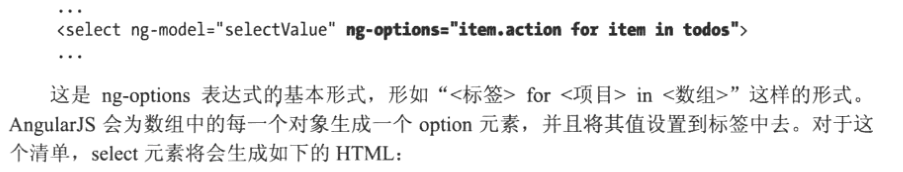 ...
<select ng-model="selectValue" ng-options="item.action for item in todos">
...
这是 ng-options 表达式的基本形式，形如“<标签> for <项目> in <数组>”这样的形式。
AngularJS 会为数组中的每一个对象生成一个 option 元素，并且将其值设置到标签中去。对于这
个清单，select 元素将会生成如下的 HTML：